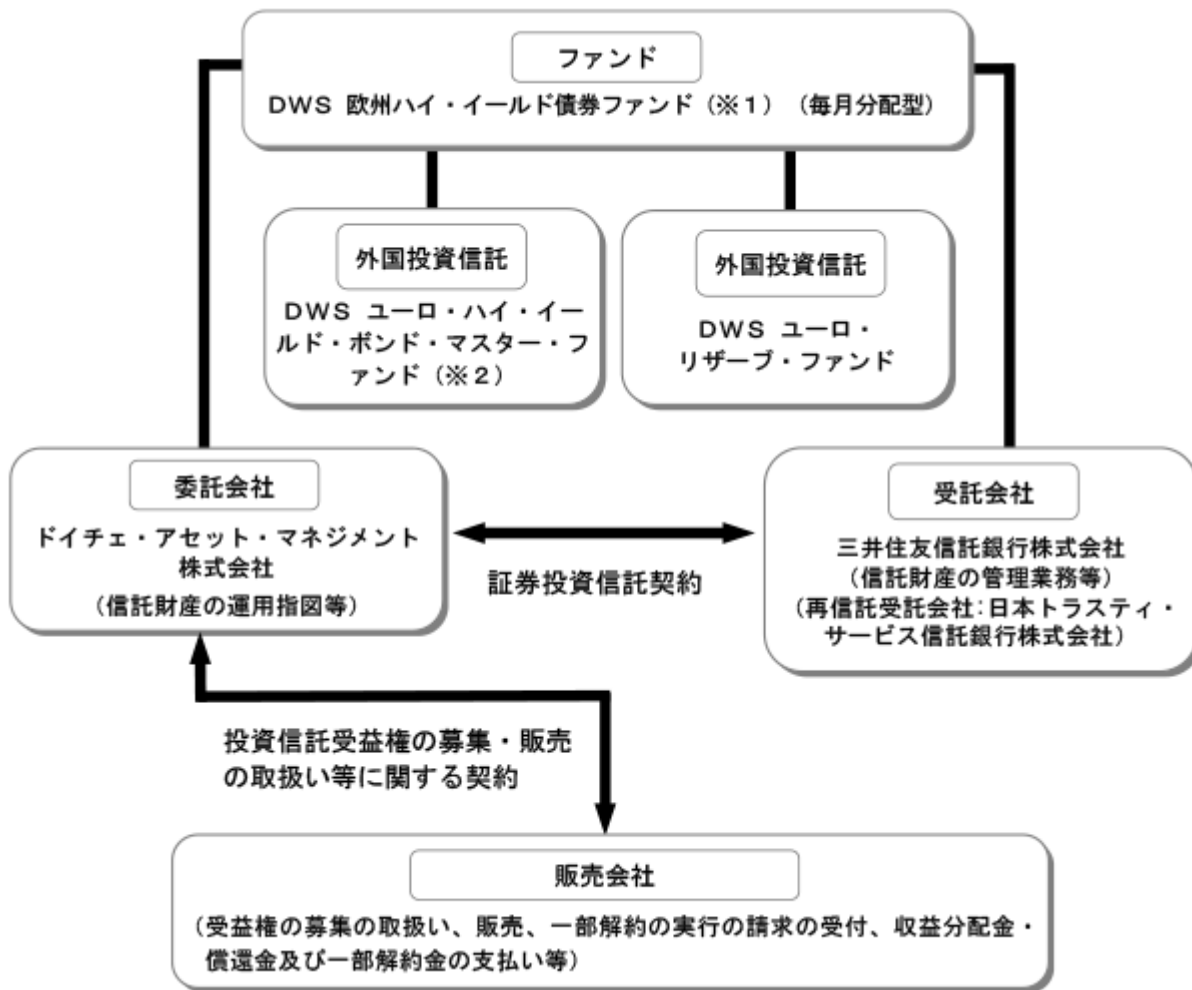 ファンド
DWS 欧州ハイ・イールド債券ファンド(※1)(毎月分配型)
外国投資信託
DWS ユーロ・ハイ・イー
ルド・ボンド・マスター・フ
ァンド(※2)
外国投資信託
DWS ユーロ・
リザーブ・ファンド
委託会社
ドイチェ・アセット・マネジメント
株式会社
(信託財産の運用指図等)
証券投資信託契約
受託会社
三井住友信託銀行株式会社
(信託財産の管理業務等)
(再信託受託会社:日本トラスティ・
サービス信託銀行株式会社)
投資信託受益権の募集・販売
の取扱い等に関する契約
販売会社
(受益権の募集の取扱い、販売、一部解約の実行の請求の受付、収益分配金・
償還金及び一部解約金の支払い等)